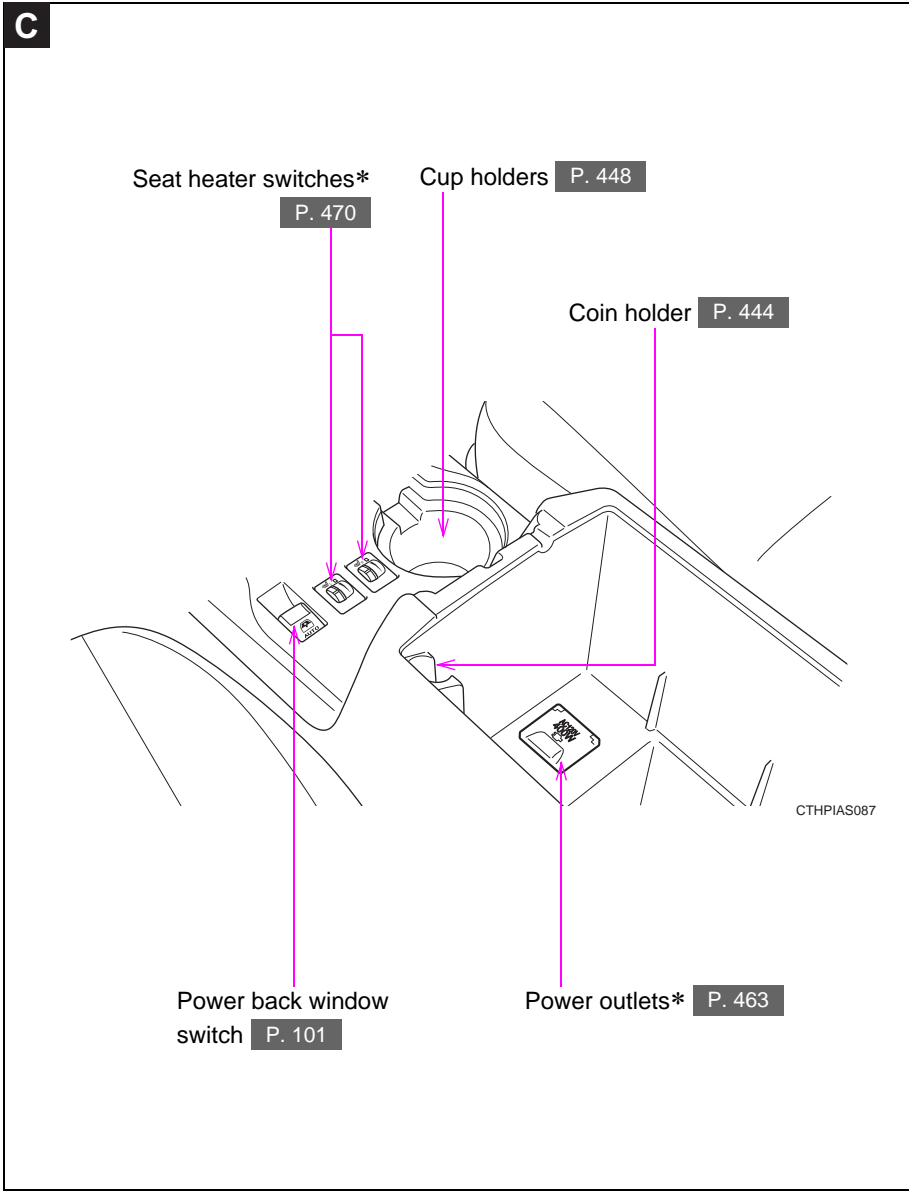 C
Seat heater switches*
P. 470
Cup holders P. 448
Coin holder P. 444
AUTO
CTHPIAS087
Power back window
switch P. 101
Power outlets* P. 463